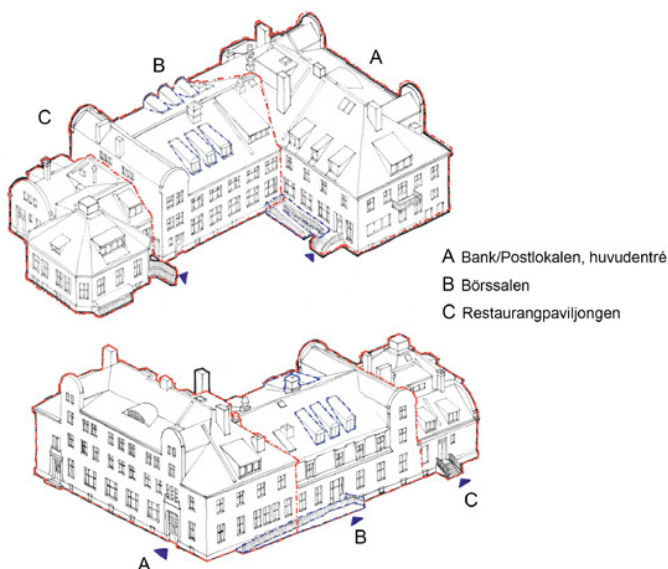 A
B
C
A Bank/Postlokalen, huvudentré
B Börssalen
C Restaurangpaviljongen
C
B
A